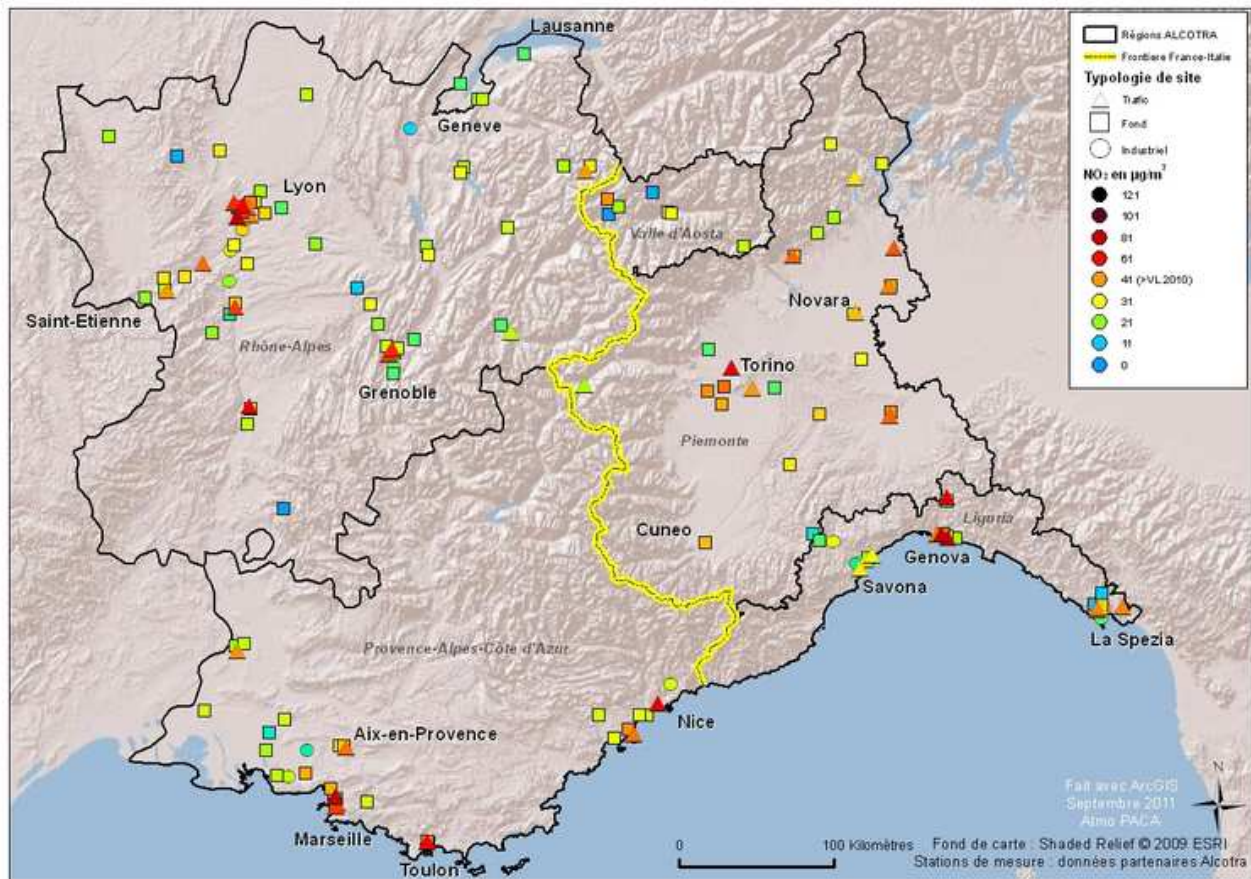 Lausanne
Geneve
Lyon
Valle d'Aosta
Saint-Etienne
Rhône-Alpes
Novara
Grenoble
Torino
Piemonte
Cuneo
Liguria
Genova
Savona
La Spezia
Provence-Alpes-Côte d'Azur
Nice
Aix-en-Provence
Marseille
Toulon
Régions ALCOTRA
Frontiere France-Italie
Typologie de site
Trafic
Fond
Industriel
NO₂ en µg/m³
121
101
81
61
41 (>VL 2010)
31
21
11
0
N
Fait avec ArcGIS
Septembre 2011
Atmo PACA
0 100 Kilomètres
Fond de carte : Shaded Relief © 2009 ESRI
Stations de mesure : données partenaires Alcotra